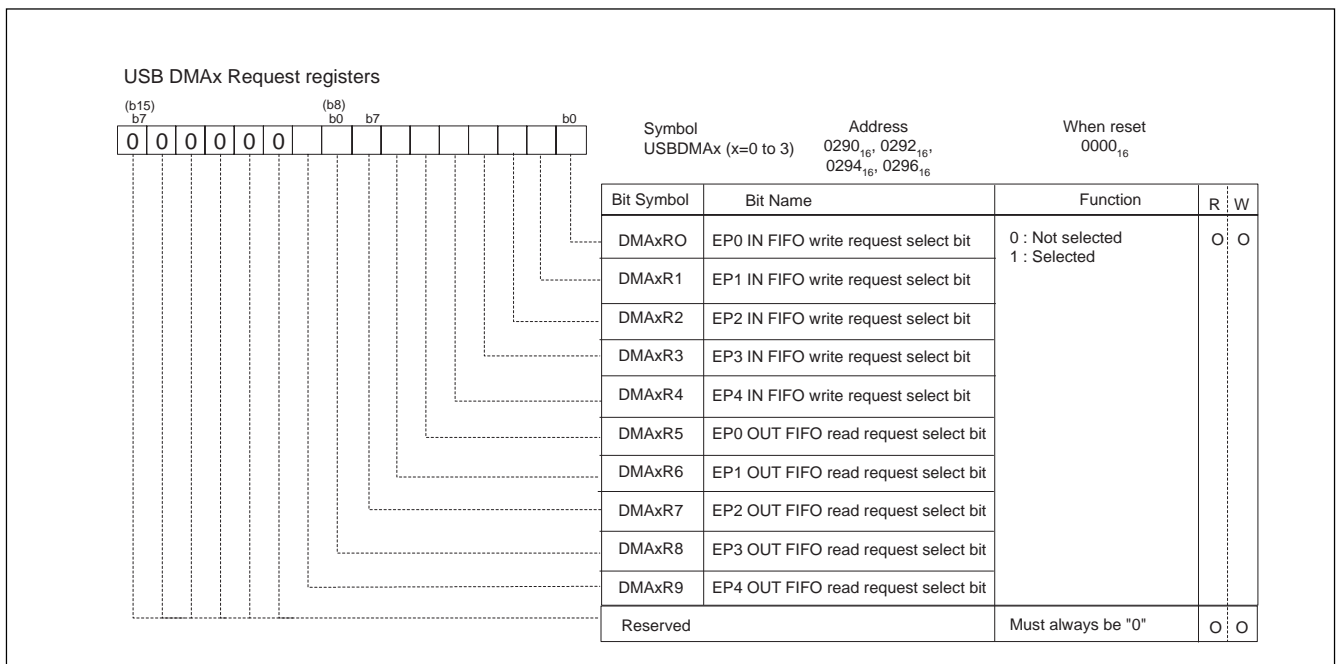 USB DMAx Request registers
(b15) (b8)
b7 b0 b7 b0
0 0 0 0 0 0
Symbol Address When reset
USBDMAx (x=0 to 3) 0290₁₆, 0292₁₆, 0000₁₆
0294₁₆, 0296₁₆
Bit Symbol Bit Name Function R W
DMAxRO EP0 IN FIFO write request select bit 0 : Not selected O O
1 : Selected
DMAxR1 EP1 IN FIFO write request select bit
DMAxR2 EP2 IN FIFO write request select bit
DMAxR3 EP3 IN FIFO write request select bit
DMAxR4 EP4 IN FIFO write request select bit
DMAxR5 EP0 OUT FIFO read request select bit
DMAxR6 EP1 OUT FIFO read request select bit
DMAxR7 EP2 OUT FIFO read request select bit
DMAxR8 EP3 OUT FIFO read request select bit
DMAxR9 EP4 OUT FIFO read request select bit
Reserved Must always be "0" O O